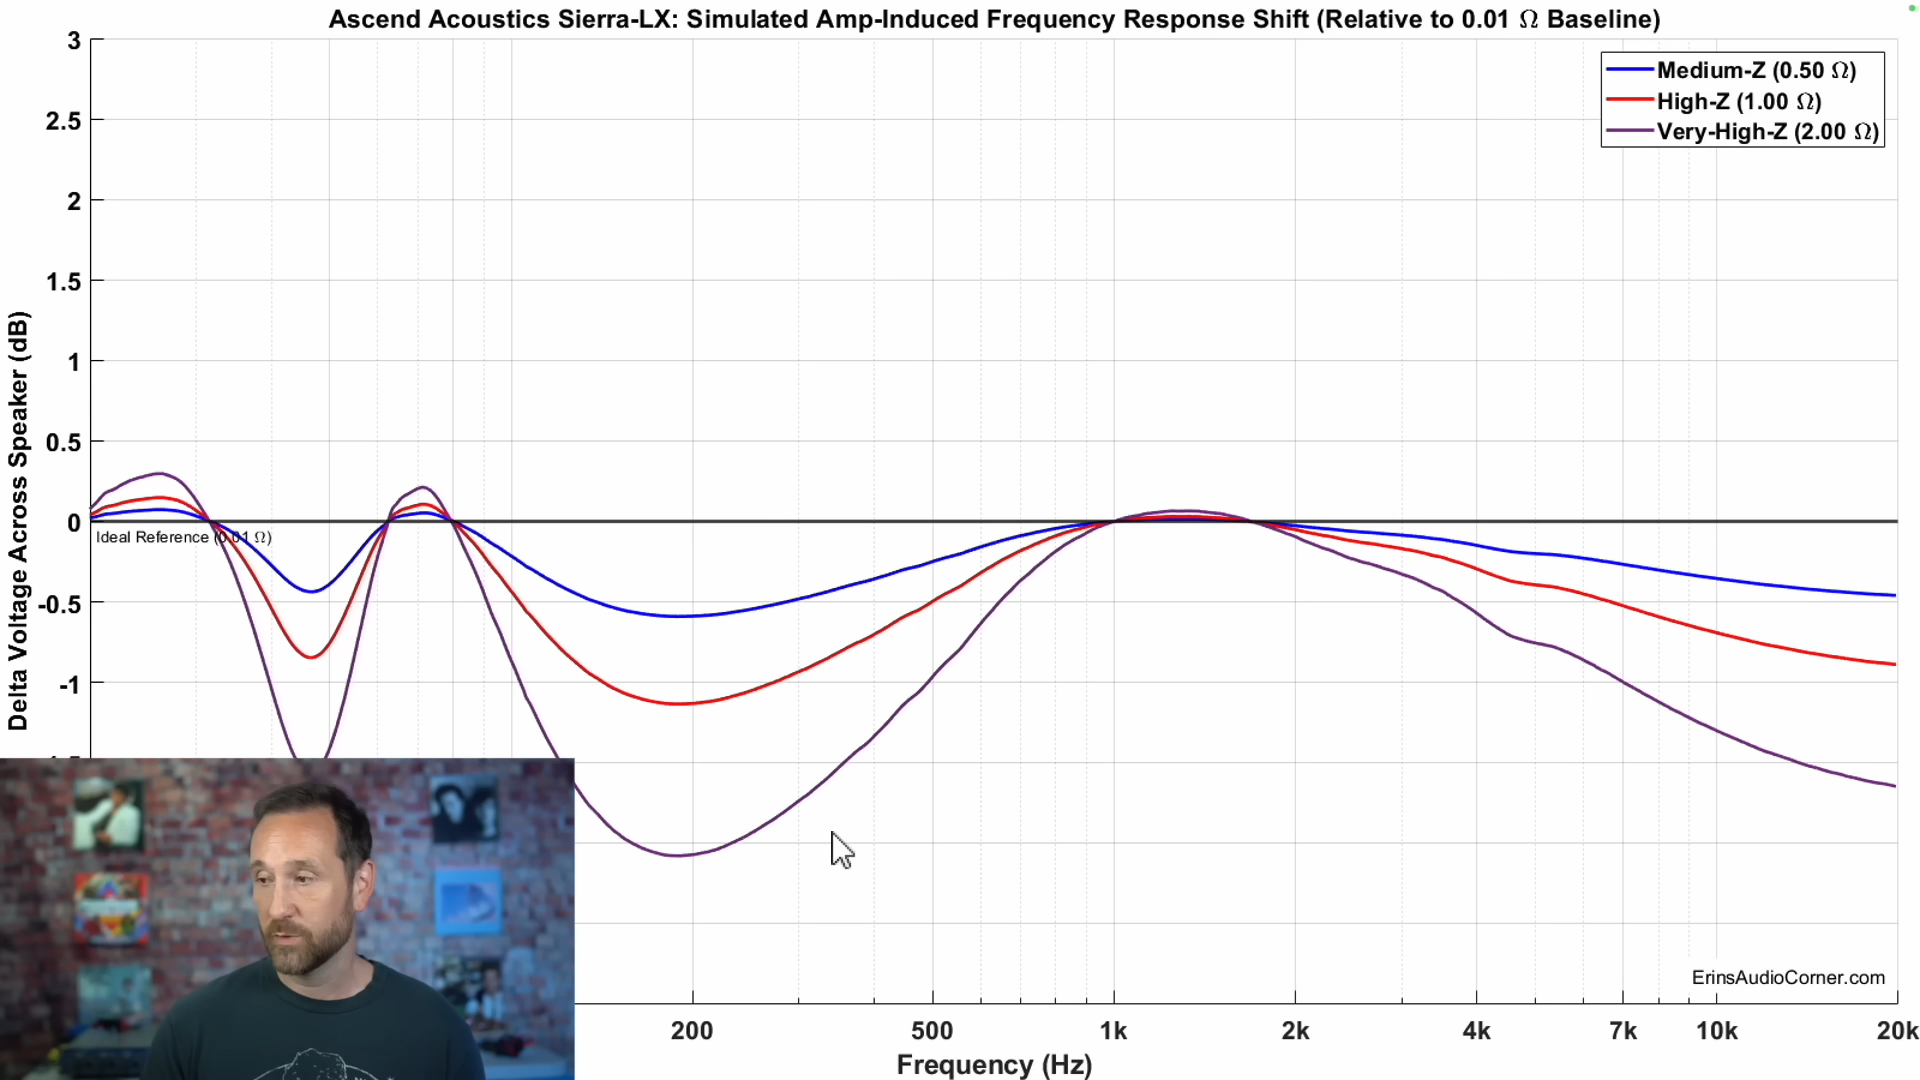 Ascend Acoustics Sierra-LX: Simulated Amp-Induced Frequency Response Shift (Relative to 0.01 Ω Baseline)
3
2.5
2
1.5
1
0.5
0
-0.5
-1
Delta Voltage Across Speaker (dB)
Medium-Z (0.50 Ω)
High-Z (1.00 Ω)
Very-High-Z (2.00 Ω)
Ideal Reference (0.01 Ω)
ErinsAudioCorner.com
200 500 1k 2k 4k 7k 10k 20k
Frequency (Hz)